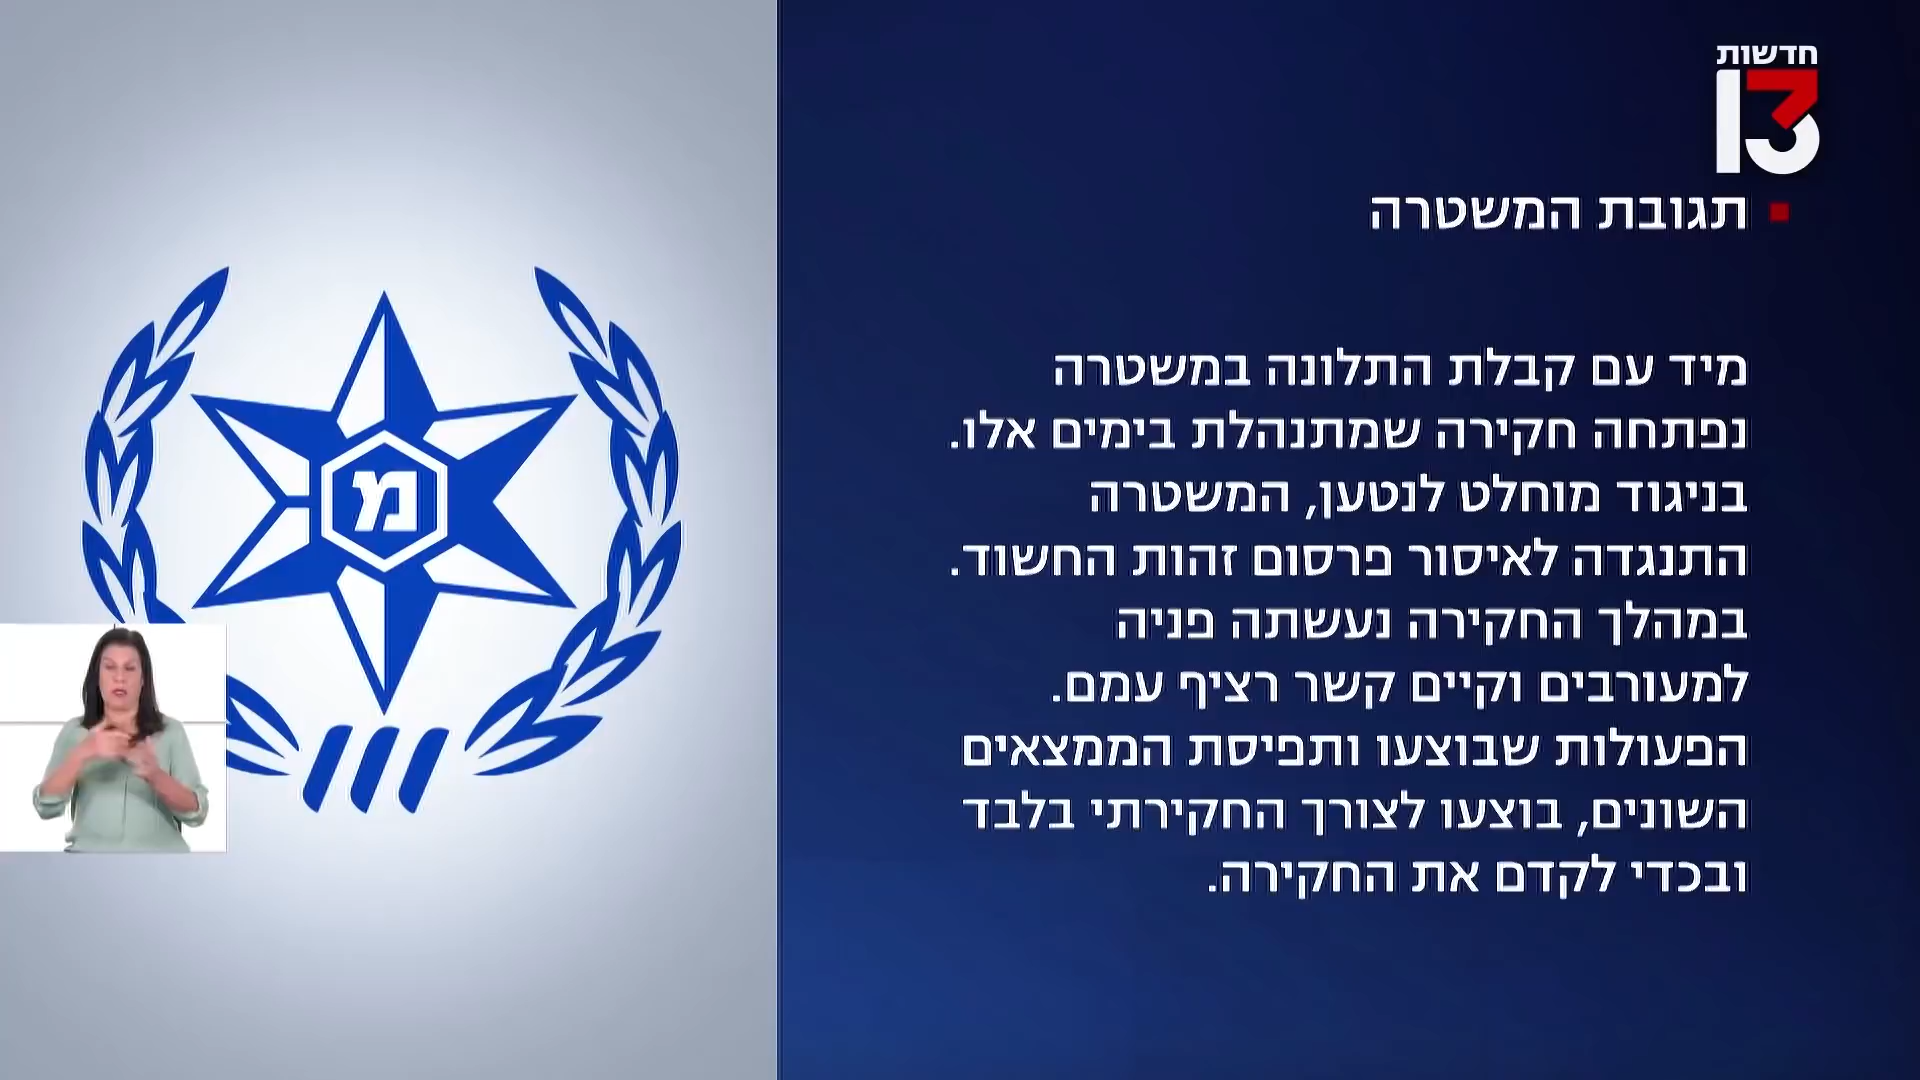 חדשות
13
תגובת המשטרה
מיד עם קבלת התלונה במשטרה
נפתחה חקירה שמתנהלת בימים אלו.
בניגוד מוחלט לנטען, המשטרה
התנגדה לאיסור פרסום זהות החשוד.
במהלך החקירה נעשתה פניה
למעורבים וקיים קשר רציף עמם.
הפעולות שבוצעו ותפיסת הממצאים
השונים, בוצעו לצורך החקירתי בלבד
ובכדי לקדם את החקירה.
מ